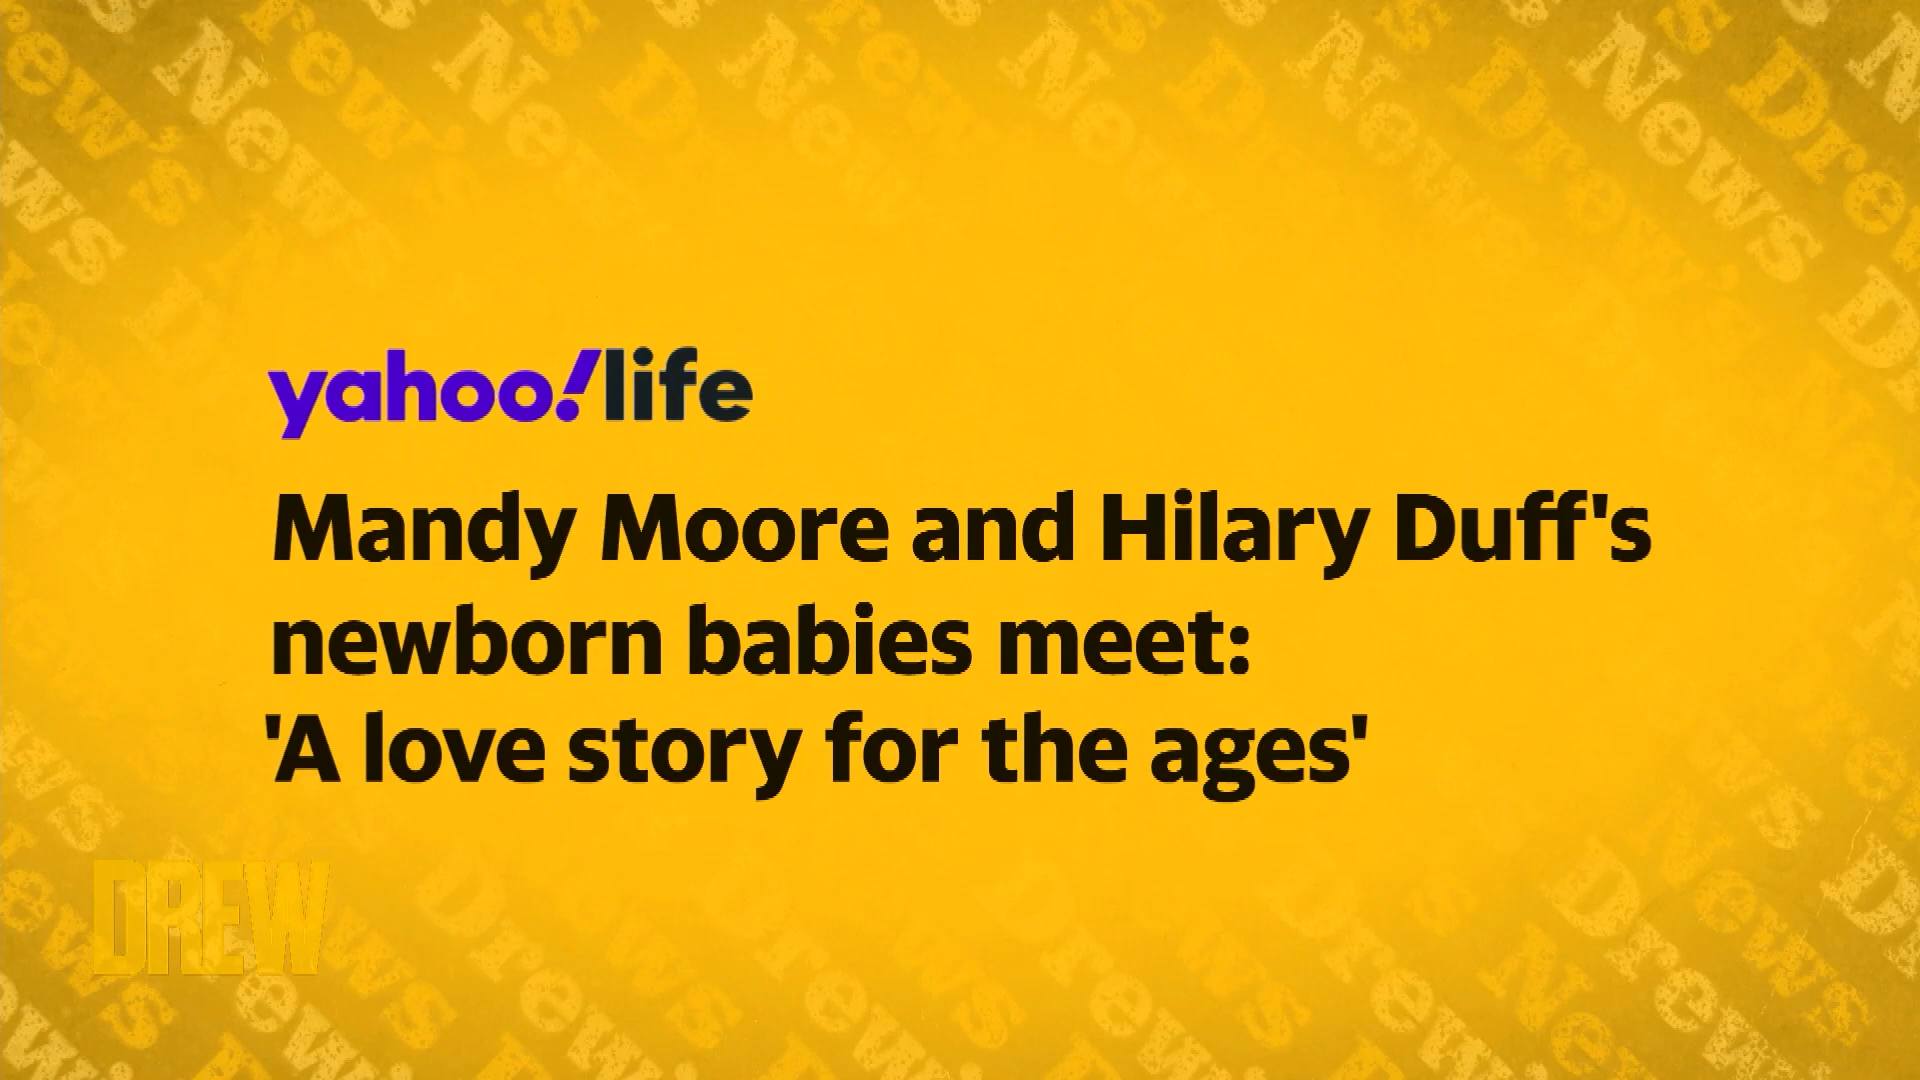 yahoo!life
Mandy Moore and Hilary Duff's
newborn babies meet:
'A love story for the ages'
DREW